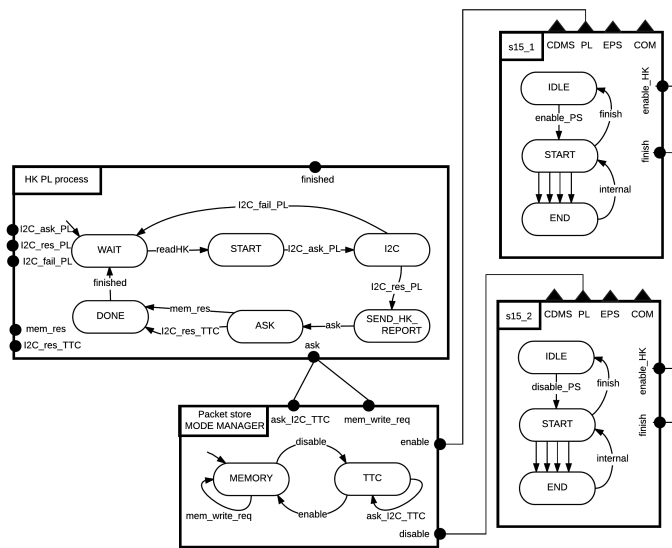 s15_1
CDMS PL EPS COM
IDLE
enable_PS
finish
START
internal
END
enable_HK
finish
HK PL process
finished
I2C_fail_PL
I2C_ask_PL
I2C_res_PL
I2C_fail_PL
WAIT
readHK
START
I2C_ask_PL
I2C
finished
I2C_res_PL
DONE
mem_res
I2C_res_TTC
ASK
ask
SEND_HK_
REPORT
mem_res
I2C_res_TTC
ask
s15_2
CDMS PL EPS COM
IDLE
disable_PS
finish
START
internal
END
enable_HK
finish
Packet store
MODE MANAGER
ask_I2C_TTC
mem_write_req
enable
disable
MEMORY
TTC
enable
mem_write_req
ask_I2C_TTC
disable